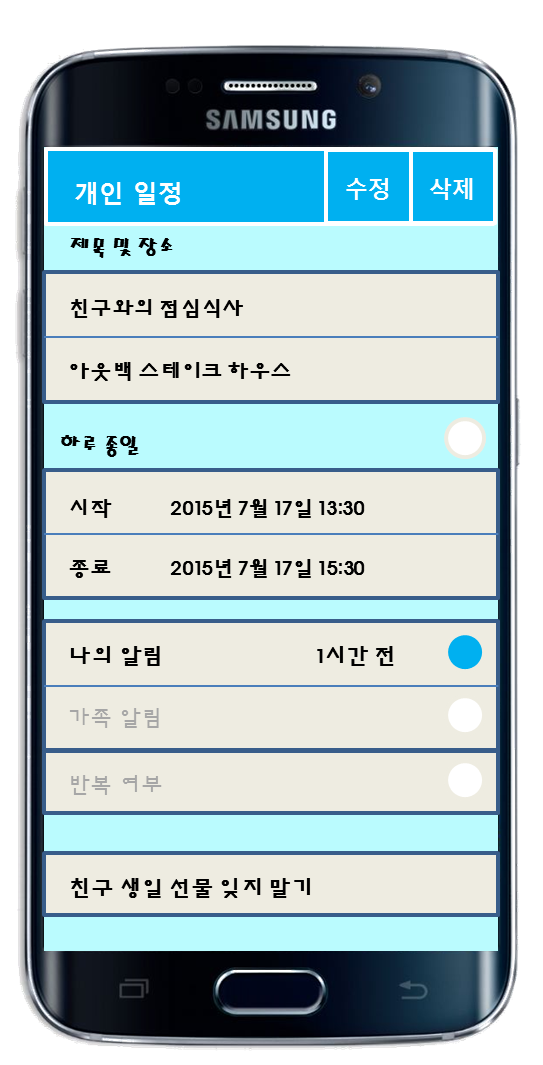 SAMSUNG
개인 일정 수정 삭제
제목 및 장소
친구와의 점심식사
아웃백 스테이크 하우스
하루 종일
시작 2015년 7월 17일 13:30
종료 2015년 7월 17일 15:30
나의 알림 1시간 전
가족 알림
반복 여부
친구 생일 선물 잊지 말기